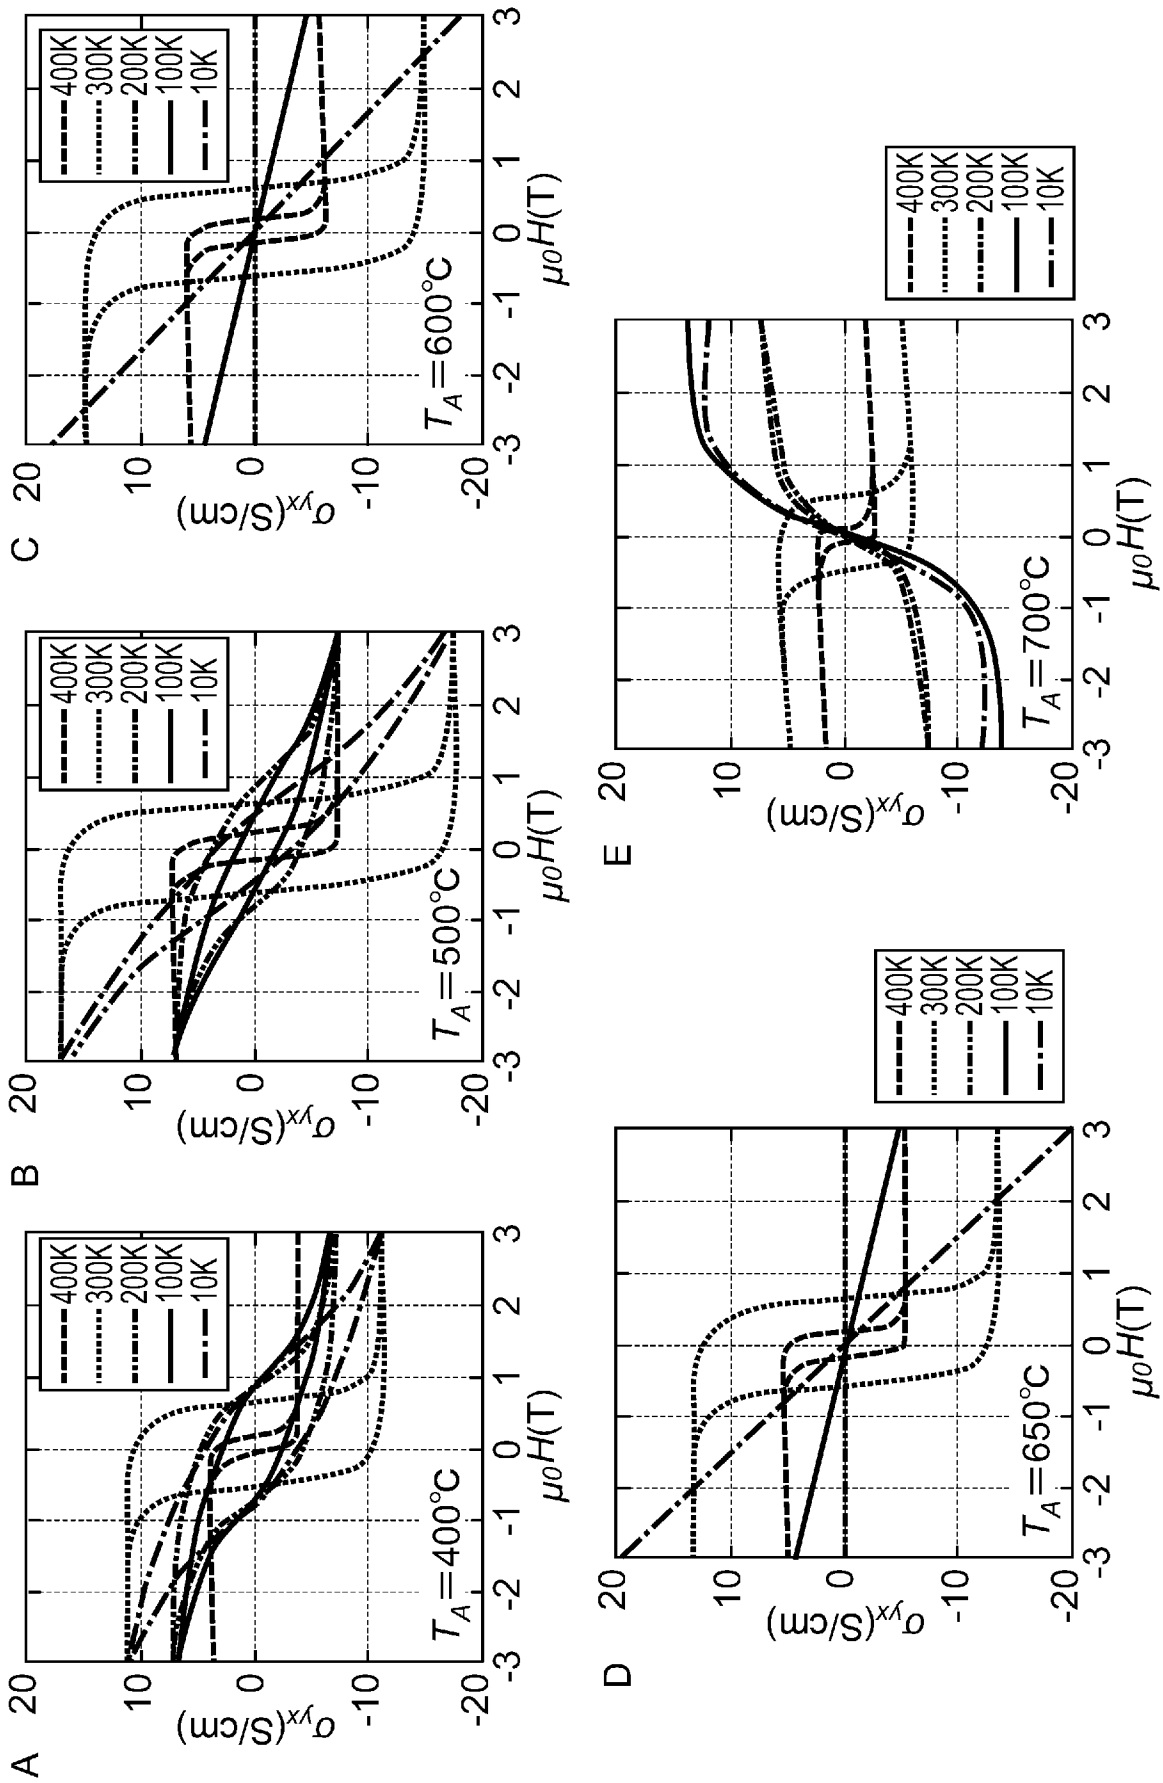 A
20
10
0
-10
-20
σyx(S/cm)
-3 -2 -1 0 1 2 3
μ0H(T)
TA=400°C
400K
300K
200K
100K
10K
B
20
10
0
-10
-20
σyx(S/cm)
-3 -2 -1 0 1 2 3
μ0H(T)
TA=500°C
400K
300K
200K
100K
10K
C
20
10
0
-10
-20
σyx(S/cm)
-3 -2 -1 0 1 2 3
μ0H(T)
TA=600°C
400K
300K
200K
100K
10K
D
20
10
0
-10
-20
σyx(S/cm)
-3 -2 -1 0 1 2 3
μ0H(T)
TA=650°C
400K
300K
200K
100K
10K
E
20
10
0
-10
-20
σyx(S/cm)
-3 -2 -1 0 1 2 3
μ0H(T)
TA=700°C
400K
300K
200K
100K
10K